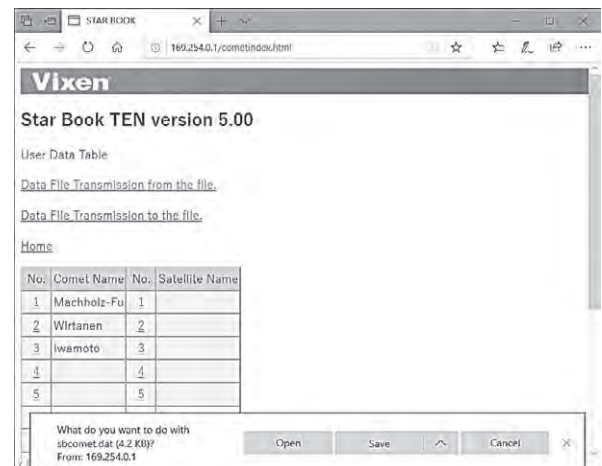 STAR BOOK
169.254.0.1/cometindex.html
Vixen
Star Book TEN version 5.00
User Data Table
Data File Transmission from the file.
Data File Transmission to the file.
Home
No. Comet Name No. Satellite Name
1 Machholz-Fu 1
2 Wirtanen 2
3 Iwamoto 3
4 4
5 5
What do you want to do with
sbcomet.dat (4.2 KB)?
From: 169.254.0.1
Open Save Cancel